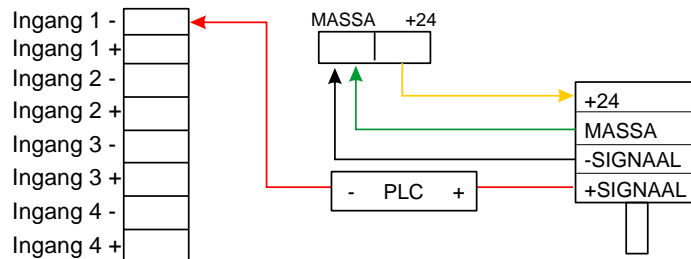 Ingang 1 -
Ingang 1 +
Ingang 2 -
Ingang 2 +
Ingang 3 -
Ingang 3 +
Ingang 4 -
Ingang 4 +
MASSA +24
- PLC +
+24
MASSA
-SIGNAAL
+SIGNAAL